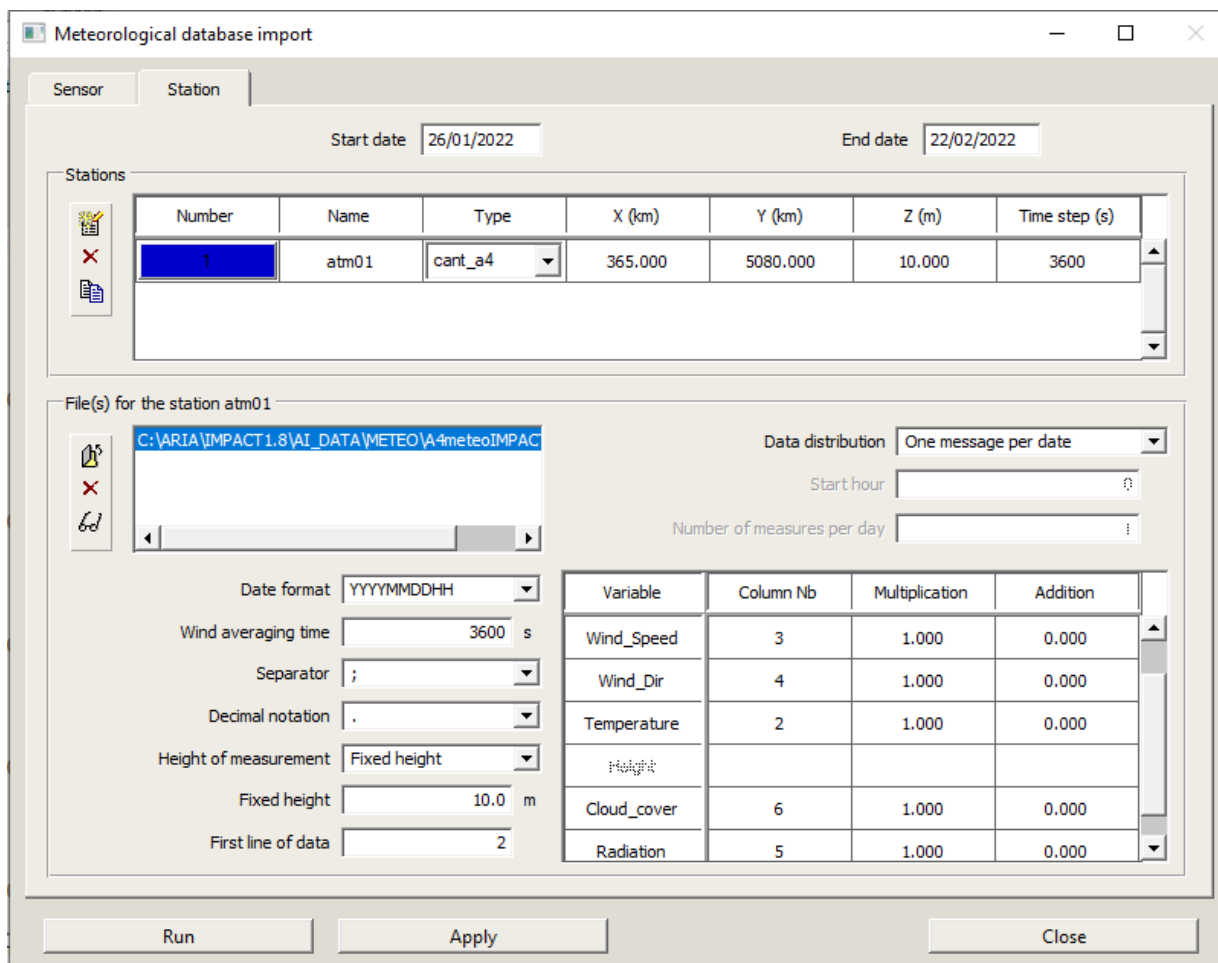 Meteorological database import
Sensor Station
Start date 26/01/2022 End date 22/02/2022
Stations
Number Name Type X (km) Y (km) Z (m) Time step (s)
1 atm01 cant_a4 365.000 5080.000 10.000 3600
File(s) for the station atm01
C:\ARIA\IMPACT1.8\AI_DATA\METEO\A4meteoIMPACT
Data distribution One message per date
Start hour 0
Number of measures per day 1
Date format YYYYMMDDHH
Wind averaging time 3600 s
Separator ;
Decimal notation .
Height of measurement Fixed height
Fixed height 10.0 m
First line of data 2
Variable Column Nb Multiplication Addition
Wind_Speed 3 1.000 0.000
Wind_Dir 4 1.000 0.000
Temperature 2 1.000 0.000
Height
Cloud_cover 6 1.000 0.000
Radiation 5 1.000 0.000
Run Apply Close